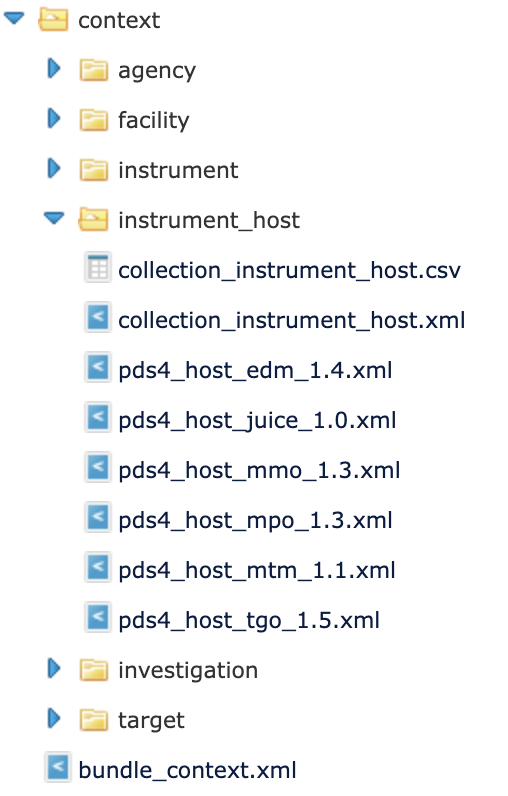 context
agency
facility
instrument
instrument_host
collection_instrument_host.csv
collection_instrument_host.xml
pds4_host_edm_1.4.xml
pds4_host_juice_1.0.xml
pds4_host_mmo_1.3.xml
pds4_host_mpo_1.3.xml
pds4_host_mtm_1.1.xml
pds4_host_tgo_1.5.xml
investigation
target
bundle_context.xml